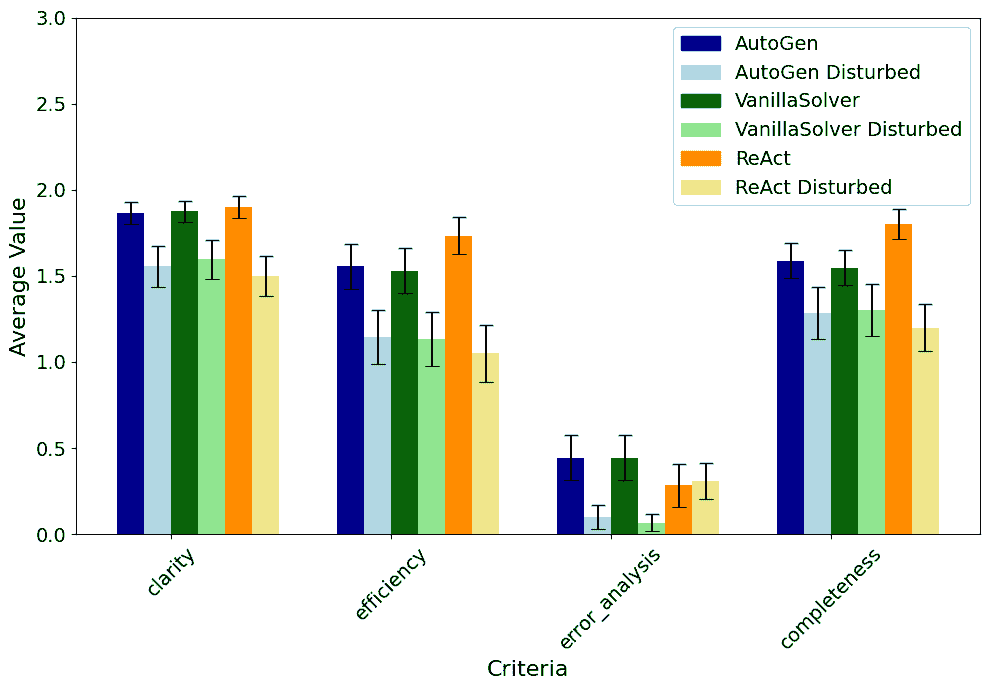 3.0
2.5
2.0
1.5
1.0
0.5
0.0
Average Value
AutoGen
AutoGen Disturbed
VanillaSolver
VanillaSolver Disturbed
ReAct
ReAct Disturbed
clarity
efficiency
error_analysis
completeness
Criteria